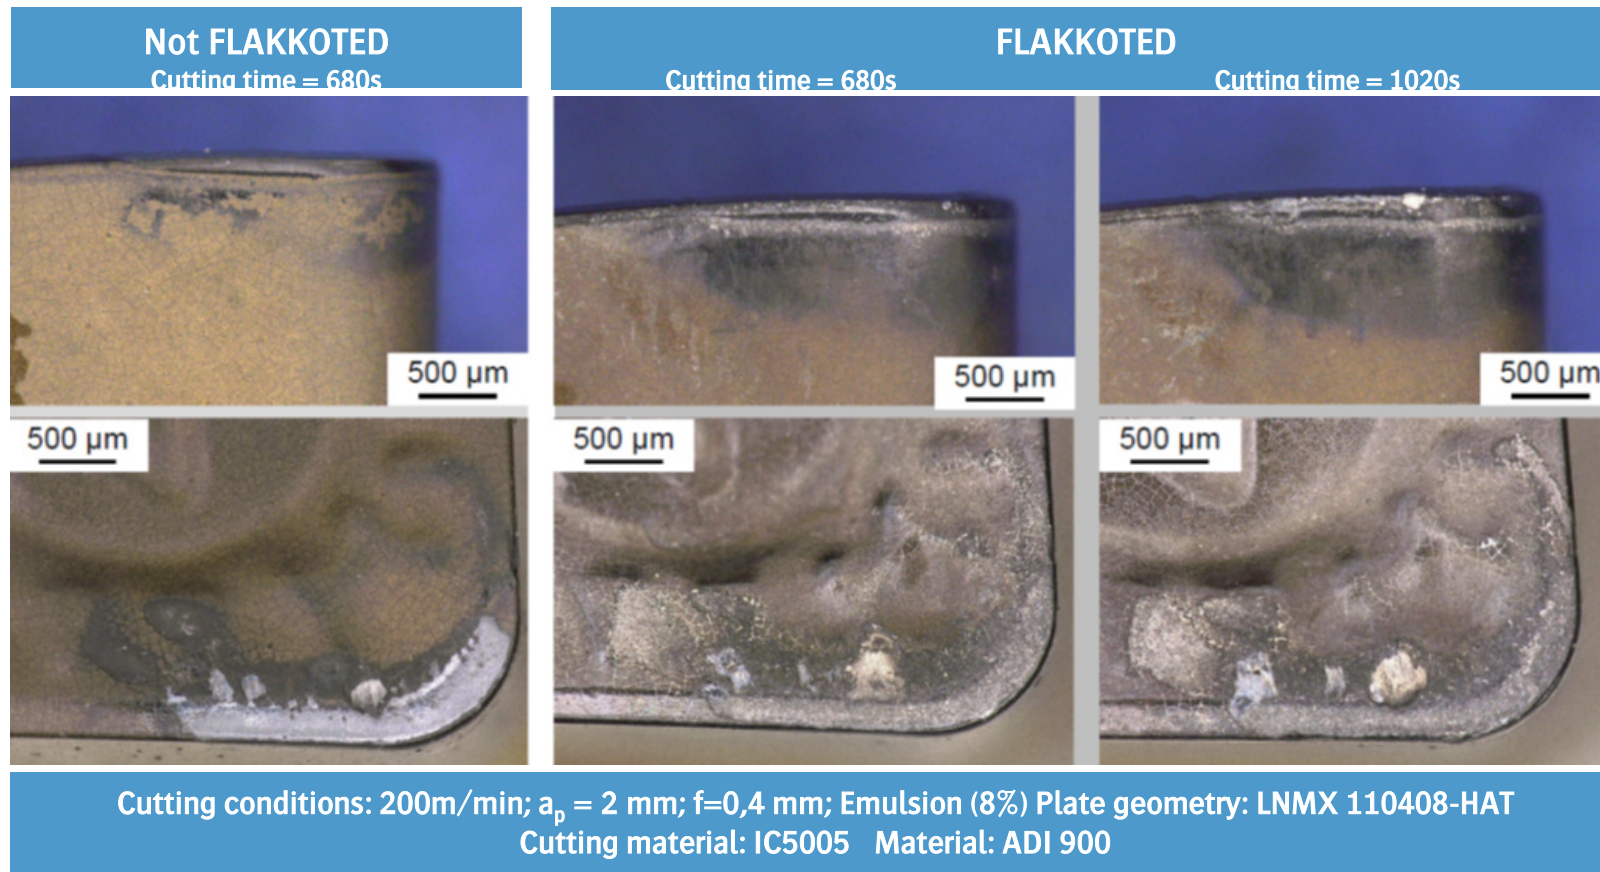 Not FLAKKOTED
Cutting time = 680s
FLAKKOTED
Cutting time = 680s
Cutting time = 1020s
500 µm
500 µm
500 µm
500 µm
500 µm
500 µm
Cutting conditions: 200m/min; ap = 2 mm; f=0,4 mm; Emulsion (8%) Plate geometry: LNMX 110408-HAT
Cutting material: IC5005 Material: ADI 900